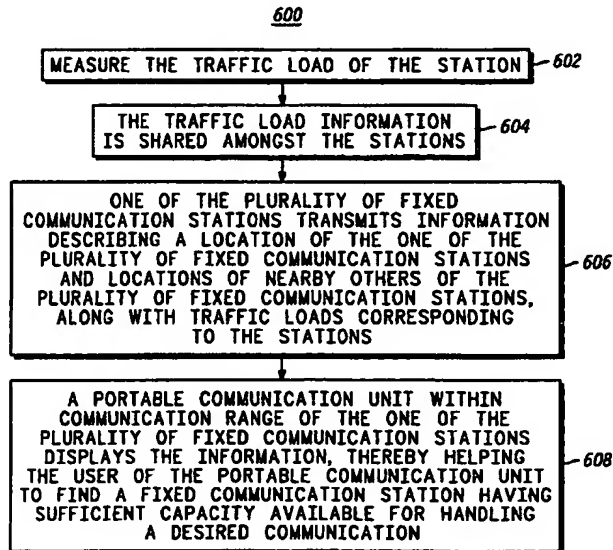 600
MEASURE THE TRAFFIC LOAD OF THE STATION
602
THE TRAFFIC LOAD INFORMATION
IS SHARED AMONGST THE STATIONS
604
ONE OF THE PLURALITY OF FIXED
COMMUNICATION STATIONS TRANSMITS INFORMATION
DESCRIBING A LOCATION OF THE ONE OF THE
PLURALITY OF FIXED COMMUNICATION STATIONS
AND LOCATIONS OF NEARBY OTHERS OF THE
PLURALITY OF FIXED COMMUNICATION STATIONS,
ALONG WITH TRAFFIC LOADS CORRESPONDING
TO THE STATIONS
606
A PORTABLE COMMUNICATION UNIT WITHIN
COMMUNICATION RANGE OF THE ONE OF THE
PLURALITY OF FIXED COMMUNICATION STATIONS
DISPLAYS THE INFORMATION, THEREBY HELPING
THE USER OF THE PORTABLE COMMUNICATION UNIT
TO FIND A FIXED COMMUNICATION STATION HAVING
SUFFICIENT CAPACITY AVAILABLE FOR HANDLING
A DESIRED COMMUNICATION
608